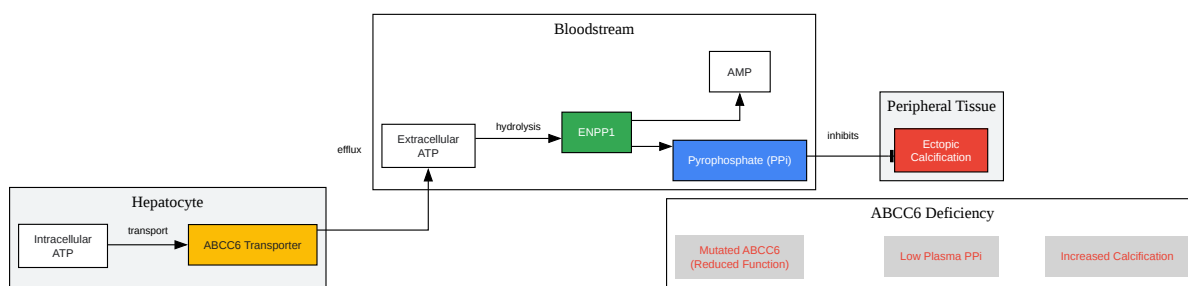 Bloodstream
AMP
hydrolysis
ENPP1
Extracellular
ATP
efflux
Pyrophosphate (PPi)
inhibits
Peripheral Tissue
Ectopic
Calcification
Hepatocyte
Intracellular
ATP
transport
ABCC6 Transporter
ABCC6 Deficiency
Mutated ABCC6
(Reduced Function)
Low Plasma PPi
Increased Calcification